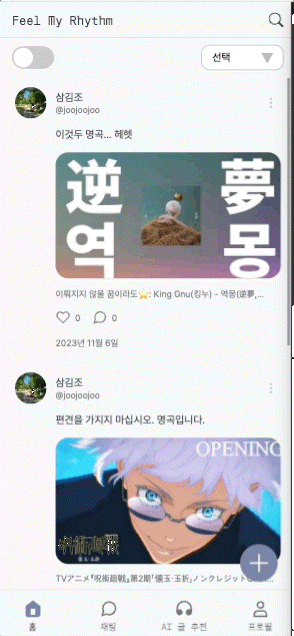 Feel My Rhythm
선택
삼김조
@joojoojoo
이것두 명곡... 헤헷
逆 夢
역 몽
이뤄지지 않을 꿈이라도⭐: King Gnu(킹누) - 역몽(逆夢,...
0 0
2023년 11월 6일
삼김조
@joojoojoo
편견을 가지지 마십시오. 명곡입니다.
OPENING
呪術廻戦
懐玉・玉折
TVアニメ『呪術廻戦』第2期「懐玉・玉折」ノンクレジット
홈 채팅 AI 글 추천 프로필